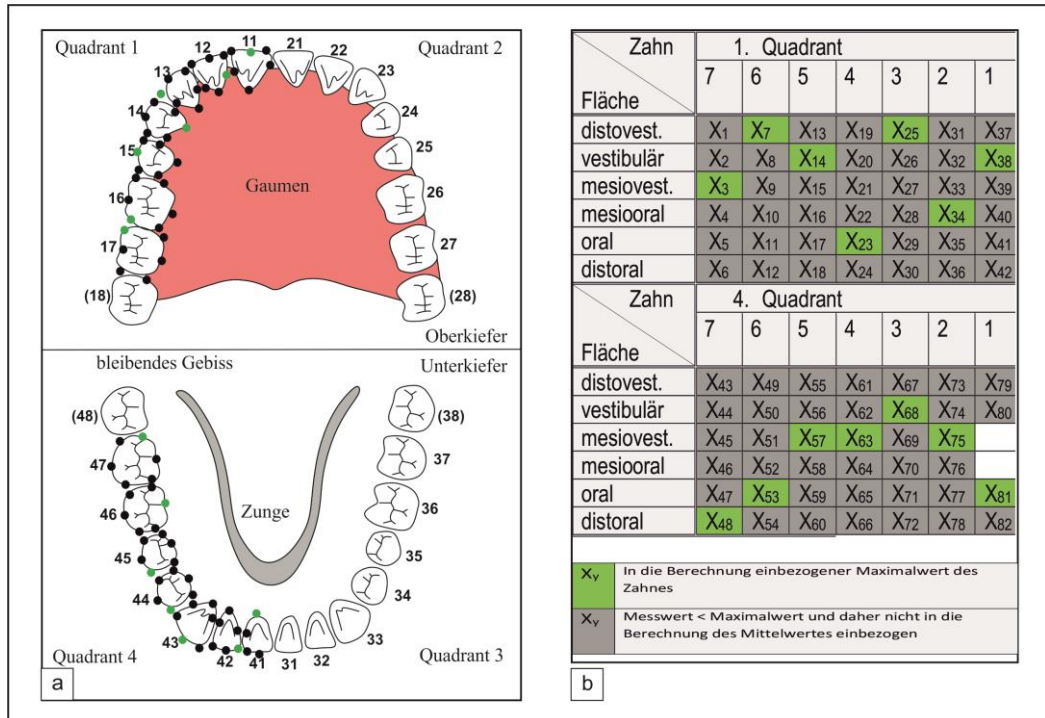 Quadrant 1
Quadrant 2
12 11 21 22
13 23
14 24
15 25
Gaumen
16 26
17 27
(18) (28)
Oberkiefer
bleibendes Gebiss Unterkiefer
(48) (38)
47 37
Zunge
46 36
45 35
44 34
43 42 41 31 32 33
Quadrant 4 Quadrant 3
a
Zahn 1. Quadrant
Fläche 7 6 5 4 3 2 1
distovest. X1 X7 X13 X19 X25 X31 X37
vestibulär X2 X8 X14 X20 X26 X32 X38
mesiovest. X3 X9 X15 X21 X27 X33 X39
mesiooral X4 X10 X16 X22 X28 X34 X40
oral X5 X11 X17 X23 X29 X35 X41
distoral X6 X12 X18 X24 X30 X36 X42
Zahn 4. Quadrant
Fläche 7 6 5 4 3 2 1
distovest. X43 X49 X55 X61 X67 X73 X79
vestibulär X44 X50 X56 X62 X68 X74 X80
mesiovest. X45 X51 X57 X63 X69 X75
mesiooral X46 X52 X58 X64 X70 X76
oral X47 X53 X59 X65 X71 X77 X81
distoral X48 X54 X60 X66 X72 X78 X82
XY In die Berechnung einbezogener Maximalwert des
Zahnes
XY Messwert < Maximalwert und daher nicht in die
Berechnung des Mittelwertes einbezogen
b